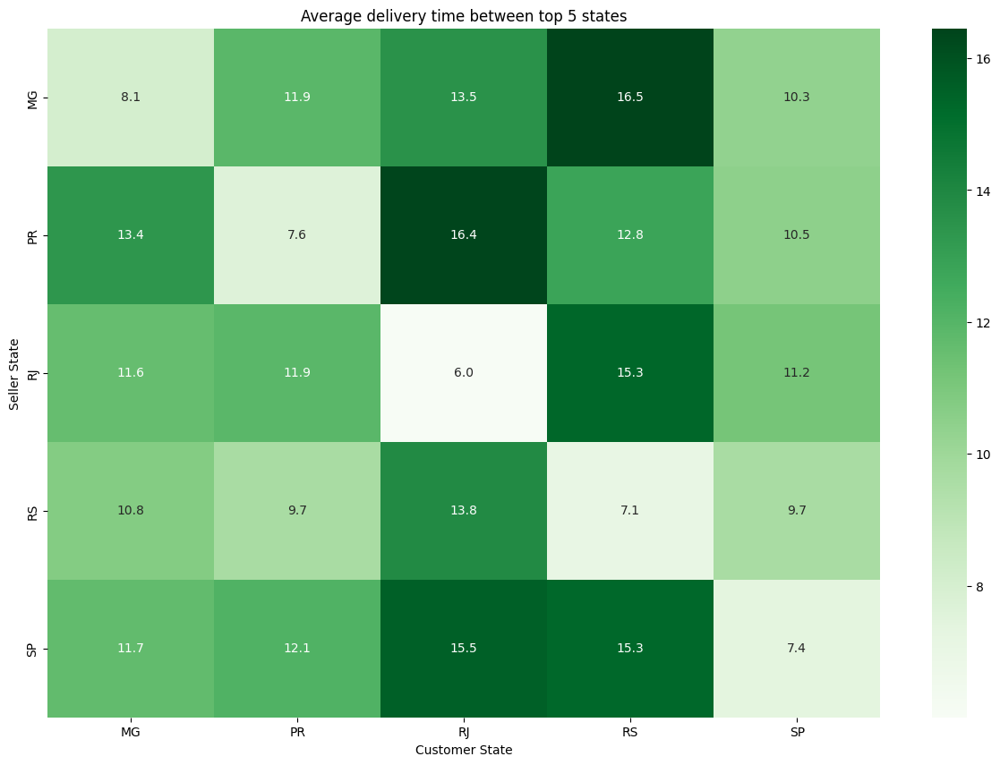 Average delivery time between top 5 states
MG 8.1 11.9 13.5 16.5 10.3
PR 13.4 7.6 16.4 12.8 10.5
RJ 11.6 11.9 6.0 15.3 11.2
RS 10.8 9.7 13.8 7.1 9.7
SP 11.7 12.1 15.5 15.3 7.4
MG PR RJ RS SP
Customer State
Seller State
16
14
12
10
8